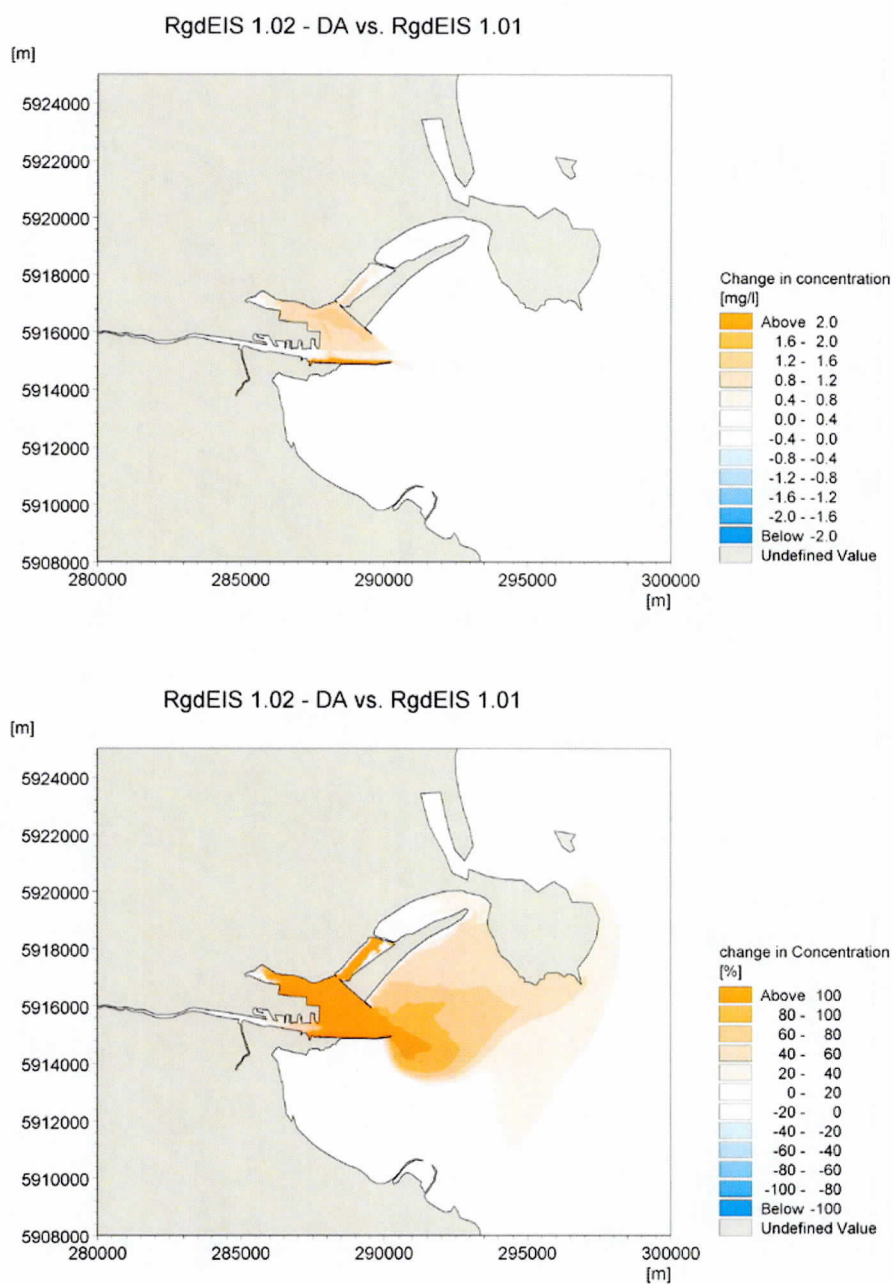 RgdEIS 1.02 - DA vs. RgdEIS 1.01
[m]
5924000
5922000
5920000
5918000
5916000
5914000
5912000
5910000
5908000
280000 285000 290000 295000 300000
[m]
Change in concentration
[mg/l]
Above 2.0
1.6 - 2.0
1.2 - 1.6
0.8 - 1.2
0.4 - 0.8
0.0 - 0.4
-0.4 - 0.0
-0.8 - -0.4
-1.2 - -0.8
-1.6 - -1.2
-2.0 - -1.6
Below -2.0
Undefined Value
RgdEIS 1.02 - DA vs. RgdEIS 1.01
[m]
5924000
5922000
5920000
5918000
5916000
5914000
5912000
5910000
5908000
280000 285000 290000 295000 300000
[m]
change in Concentration
[%]
Above 100
80 - 100
60 - 80
40 - 60
20 - 40
0 - 20
-20 - 0
-40 - -20
-60 - -40
-80 - -60
-100 - -80
Below -100
Undefined Value